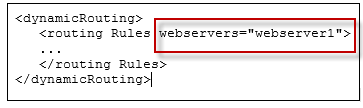 <dynamicRouting>
<routing Rules webservers="webserver1">
...
</routing Rules>
</dynamicRouting>